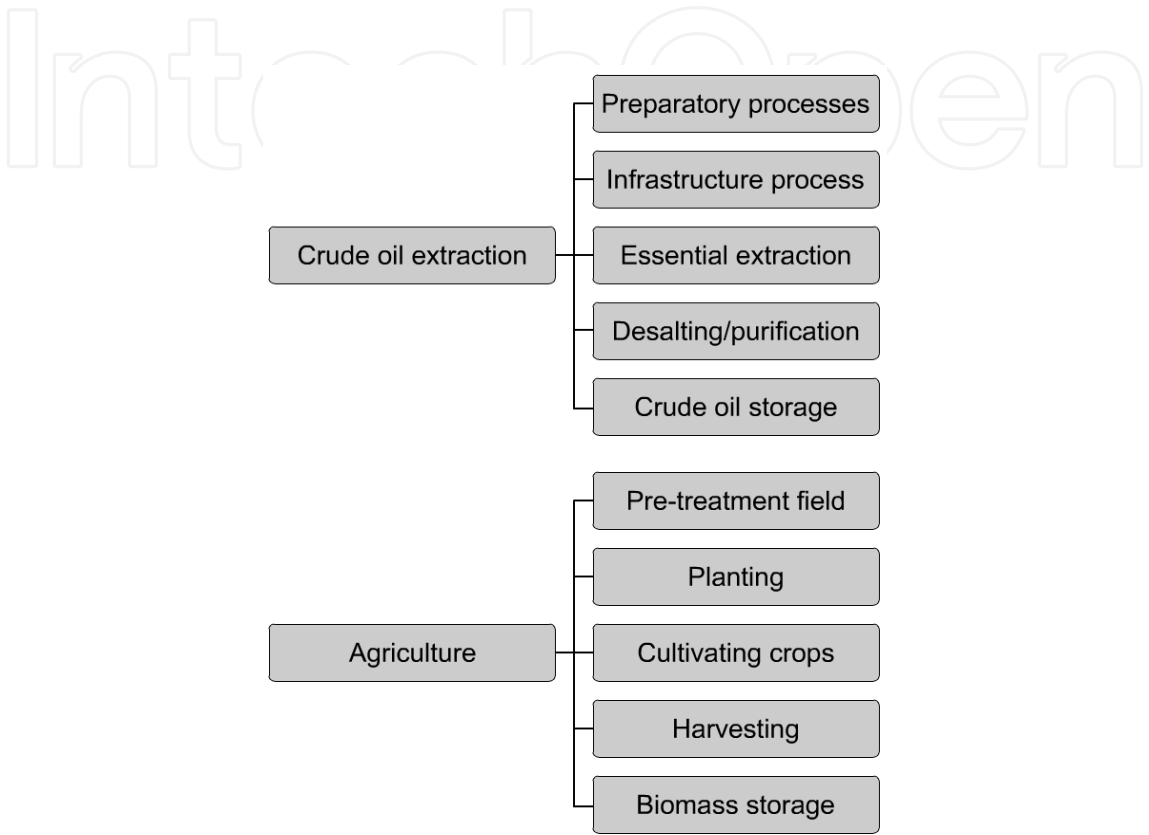 IntechOpen
Preparatory processes
Infrastructure process
Crude oil extraction
Essential extraction
Desalting/purification
Crude oil storage
Pre-treatment field
Planting
Agriculture
Cultivating crops
Harvesting
Biomass storage